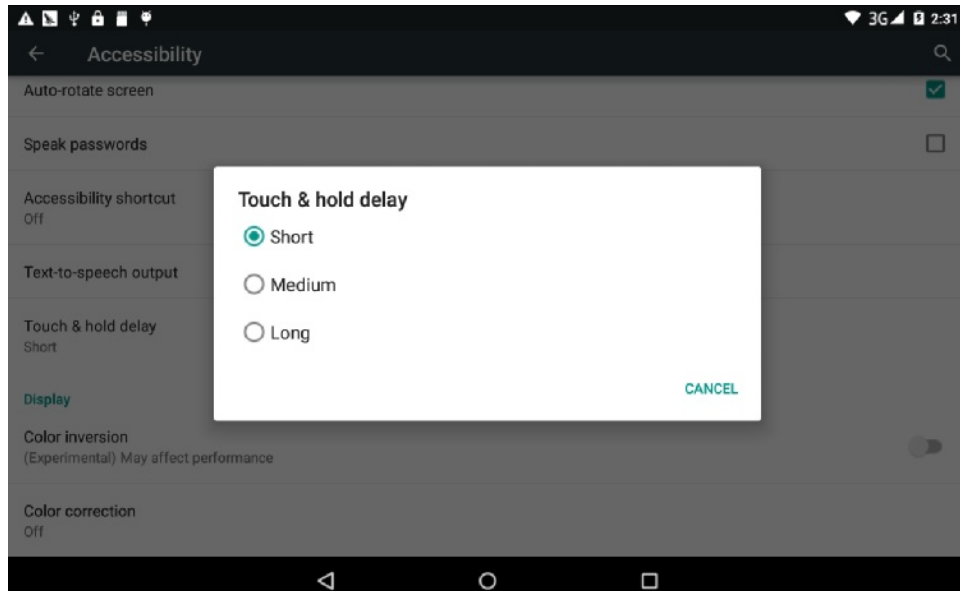 3G 2:31
Accessibility
Auto-rotate screen
Speak passwords
Accessibility shortcut
Off
Text-to-speech output
Touch & hold delay
Short
Display
Color inversion
(Experimental) May affect performance
Color correction
Off
Touch & hold delay
Short
Medium
Long
CANCEL